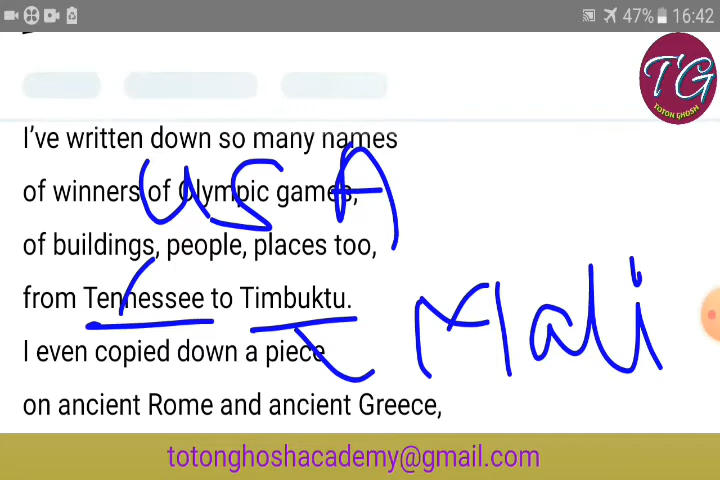 47% 16:42
TG
TOTON GHOSH
I've written down so many names
of winners of Olympic games,
USA
of buildings, people, places too,
from Tennessee to Timbuktu.
Mali
I even copied down a piece
on ancient Rome and ancient Greece,
totonghoshacademy@gmail.com